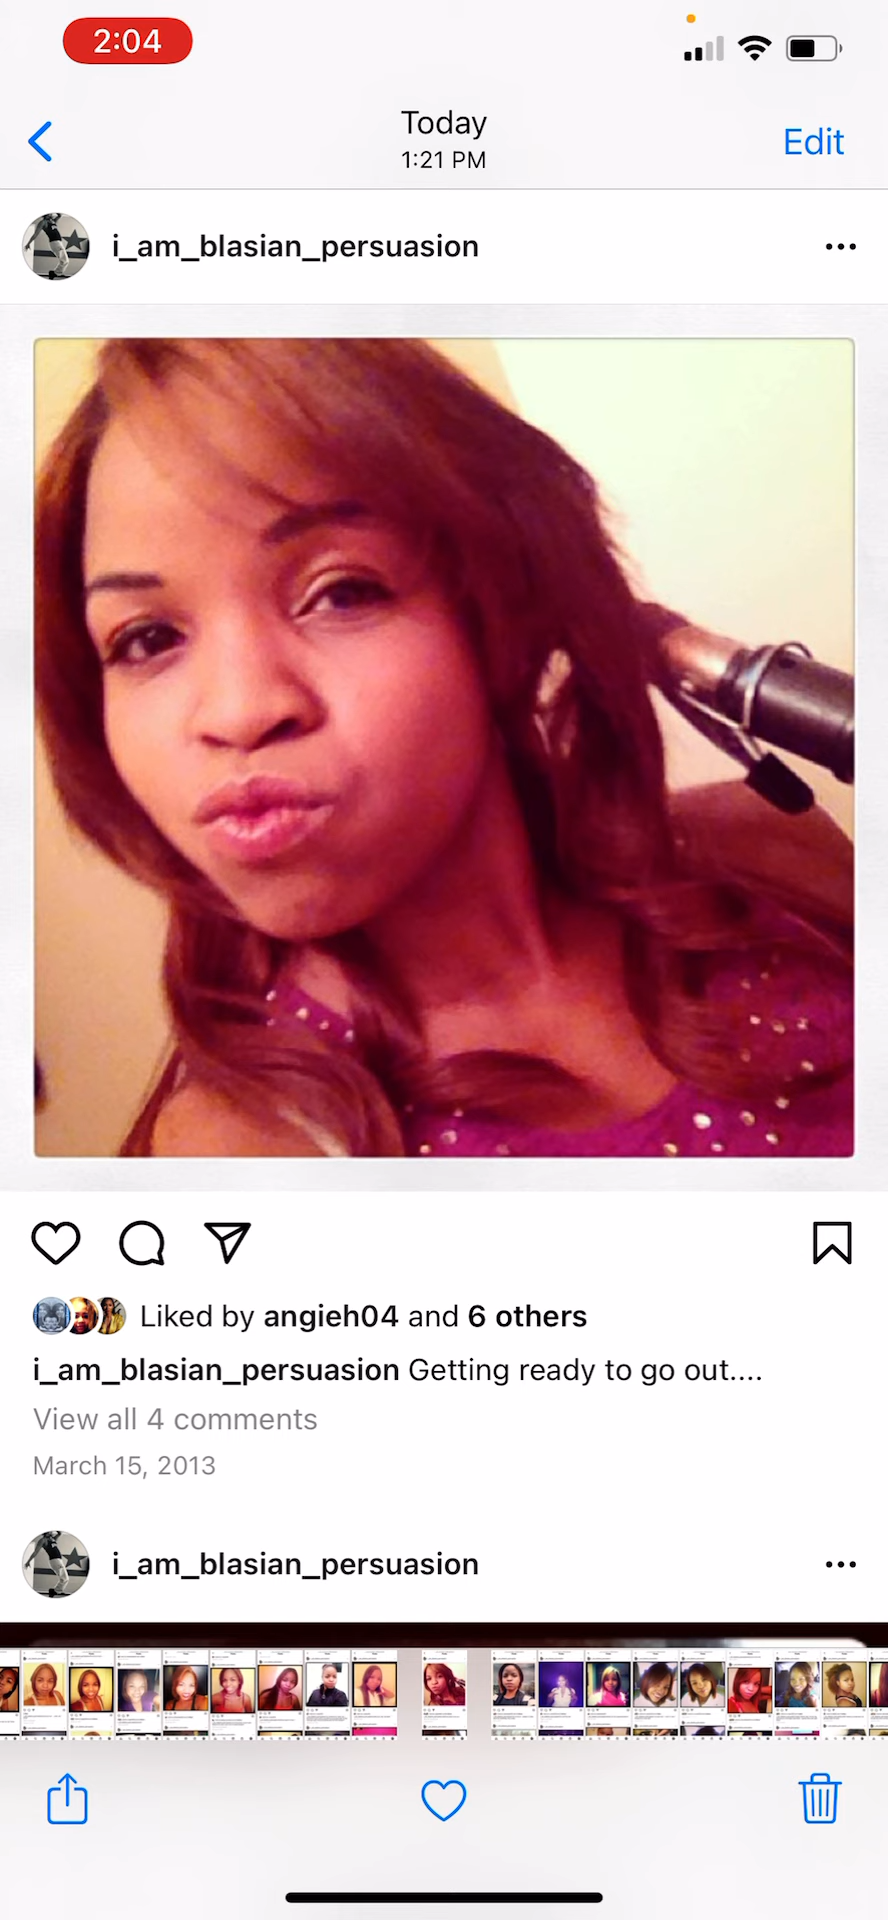 2:04
Today
1:21 PM
Edit
i_am_blasian_persuasion
Liked by angieh04 and 6 others
i_am_blasian_persuasion Getting ready to go out....
View all 4 comments
March 15, 2013
i_am_blasian_persuasion